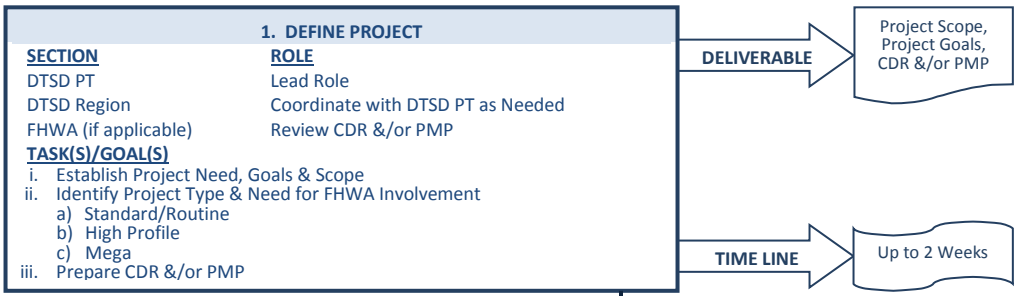 1. DEFINE PROJECT
SECTION ROLE
DTSD PT Lead Role
DTSD Region Coordinate with DTSD PT as Needed
FHWA (if applicable) Review CDR &/or PMP
TASK(S)/GOAL(S)
i. Establish Project Need, Goals & Scope
ii. Identify Project Type & Need for FHWA Involvement
a) Standard/Routine
b) High Profile
c) Mega
iii. Prepare CDR &/or PMP
DELIVERABLE
Project Scope,
Project Goals,
CDR &/or PMP
TIME LINE
Up to 2 Weeks